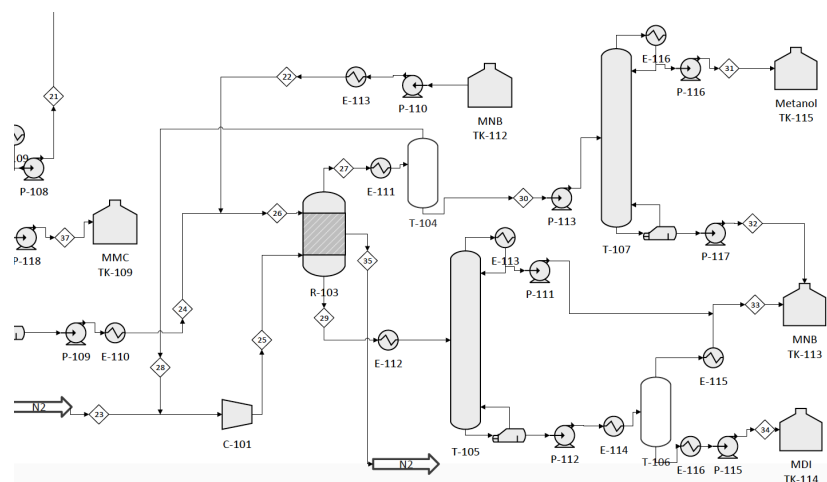 E-116
31
P-116
Metanol
TK-115
22
E-113
P-110
MNB
TK-112
21
109
P-108
27
E-111
T-104
30
P-113
26
R-103
37
P-118
MMC
TK-109
35
T-107
P-117
32
E-113
P-111
24
29
25
P-109
E-110
E-112
28
33
MNB
TK-113
E-115
N2
23
C-101
T-105
P-112
E-114
T-106
E-116
P-115
34
MDI
TK-114
N2